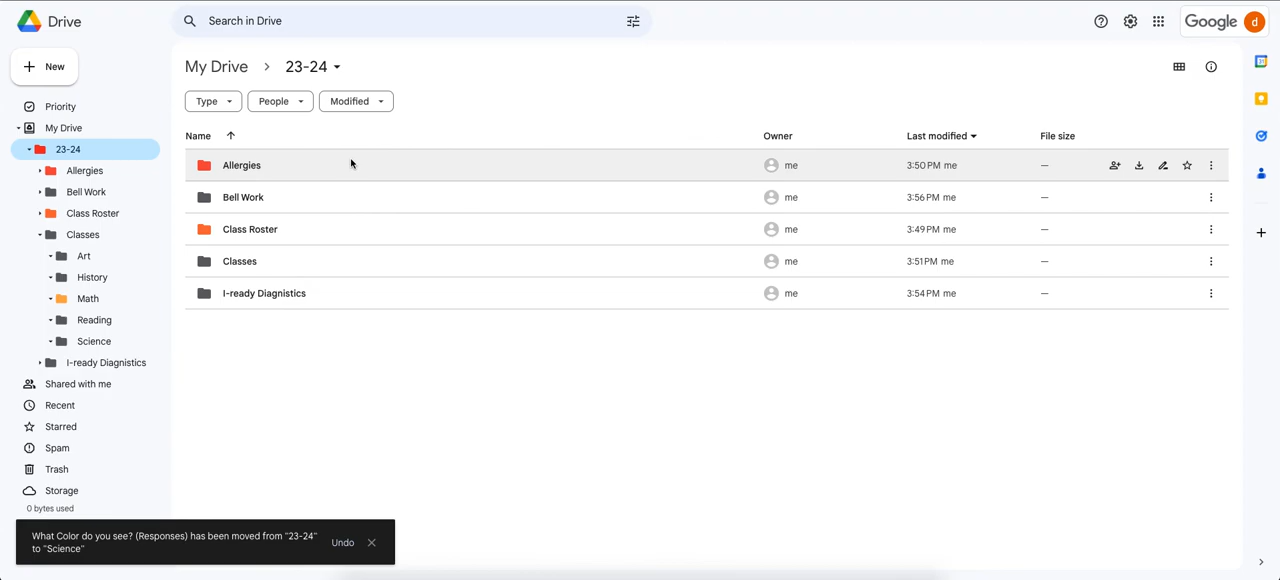 Drive
Search in Drive
Google
d
New
My Drive
23-24
Type
People
Modified
Priority
My Drive
23-24
Allergies
Bell Work
Class Roster
Classes
Art
History
Math
Reading
Science
I-ready Diagnistics
Shared with me
Recent
Starred
Spam
Trash
Storage
0 bytes used
Name
Owner
Last modified
File size
Allergies
me
3:50 PM me
—
Bell Work
me
3:56 PM me
—
Class Roster
me
3:49 PM me
—
Classes
me
3:51 PM me
—
I-ready Diagnistics
me
3:54 PM me
—
What Color do you see? (Responses) has been moved from "23-24"
to "Science"
Undo